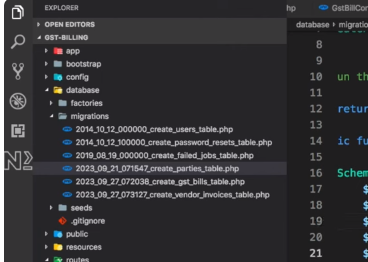 EXPLORER
OPEN EDITORS
GST-BILLING
app
bootstrap
config
database
factories
migrations
2014_10_12_000000_create_users_table.php
2014_10_12_100000_create_password_resets_table.php
2019_08_19_000000_create_failed_jobs_table.php
2023_09_21_071547_create_parties_table.php
2023_09_27_072038_create_gst_bills_table.php
2023_09_27_073127_create_vendor_invoices_table.php
seeds
.gitignore
public
resources
routes
hp GstBillCon
database › migratio
8
9
10 un th
11
12 retur
13
14 ic fu
15
16 Schem
17 $
18 $
19 $
20 $
21 $